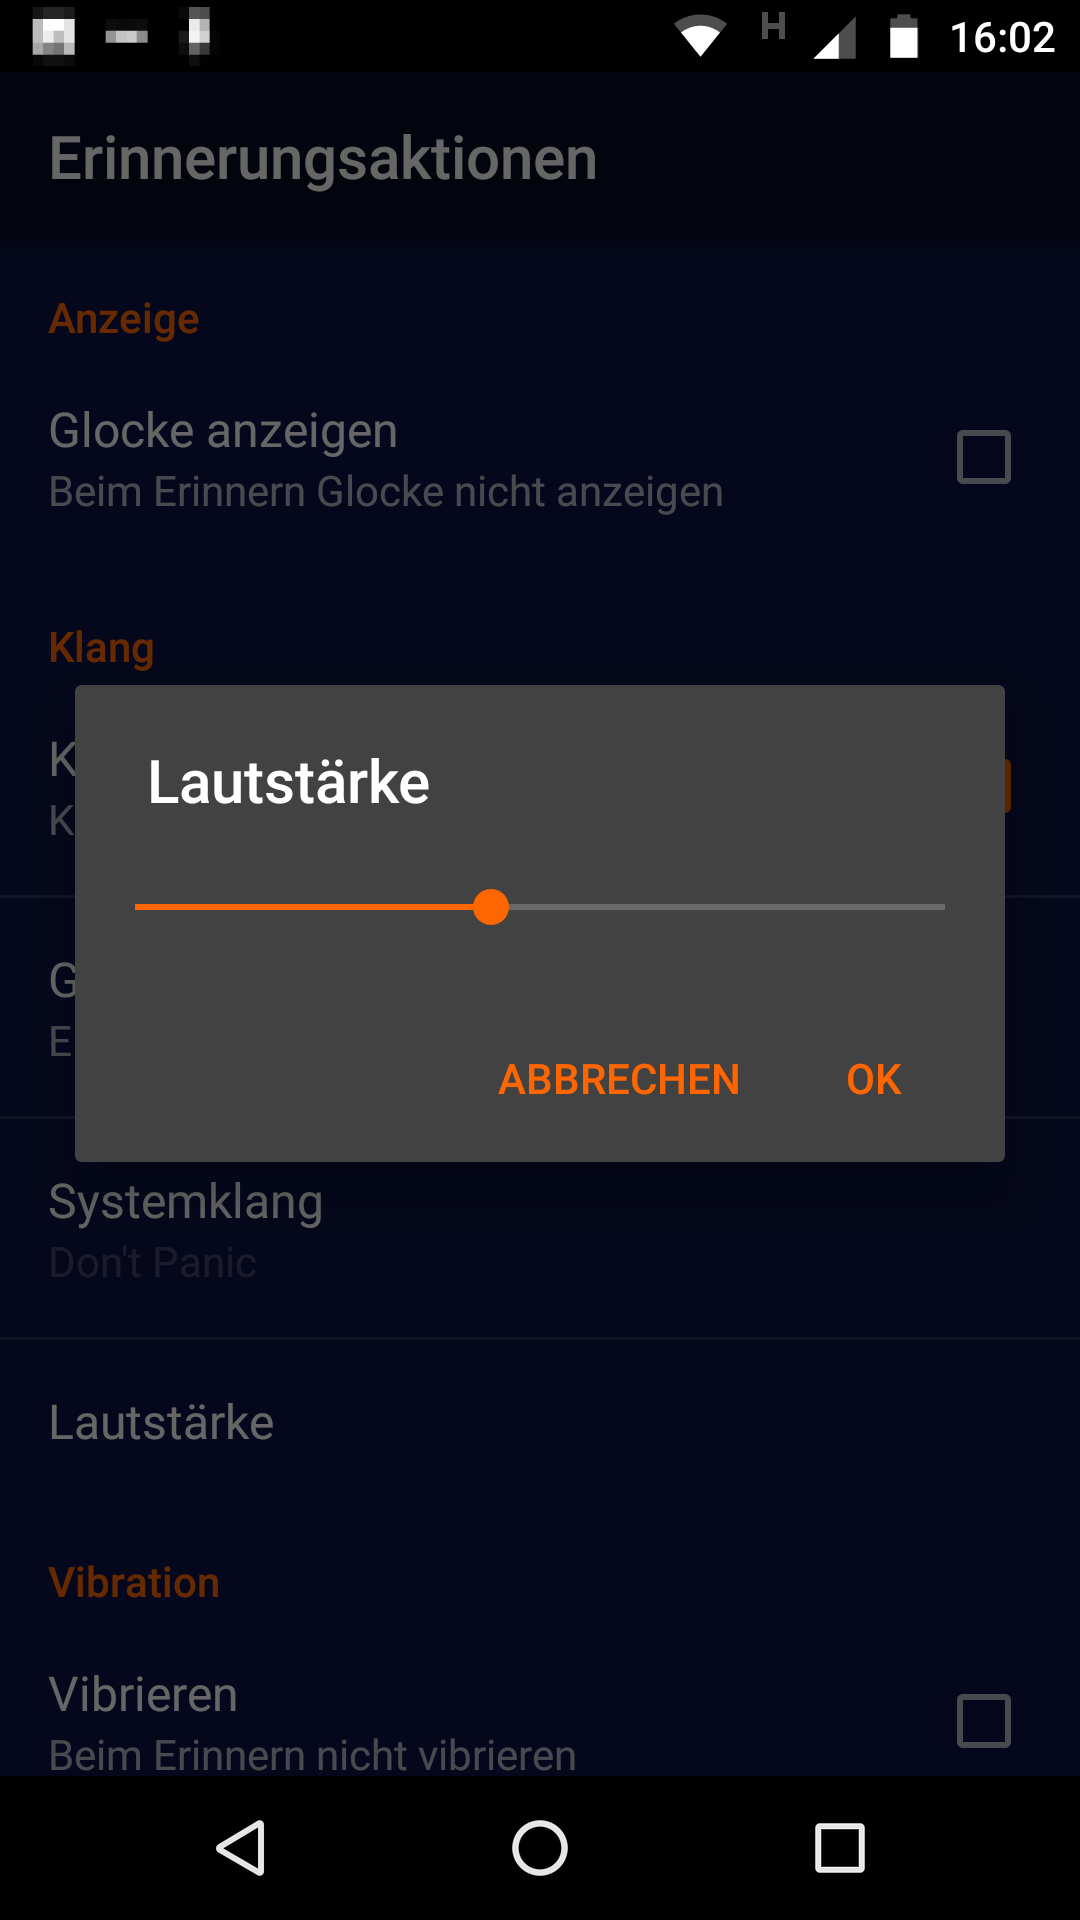 H 16:02
Erinnerungsaktionen
Anzeige
Glocke anzeigen
Beim Erinnern Glocke nicht anzeigen
Klang
K
K
Lautstärke
G
E
ABBRECHEN OK
Systemklang
Don't Panic
Lautstärke
Vibration
Vibrieren
Beim Erinnern nicht vibrieren